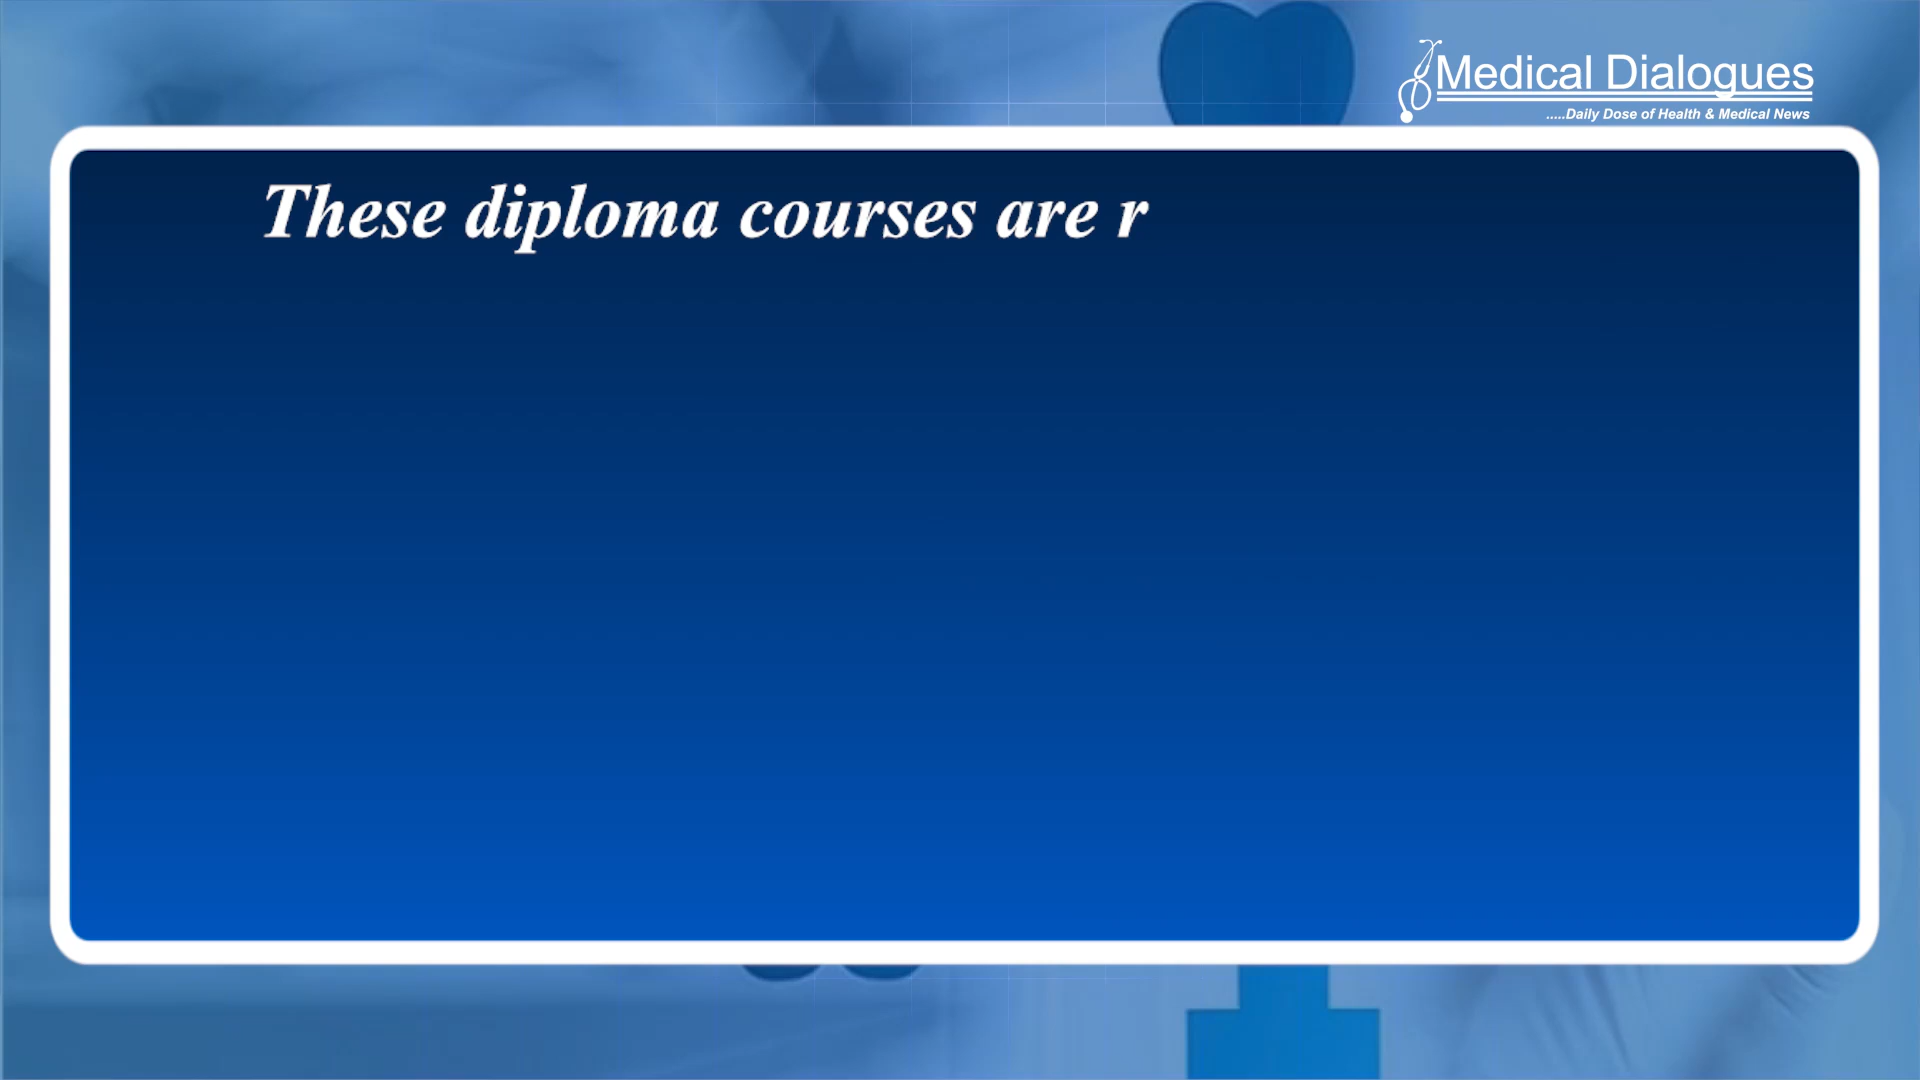 Medical Dialogues
.....Daily Dose of Health & Medical News
These diploma courses are r